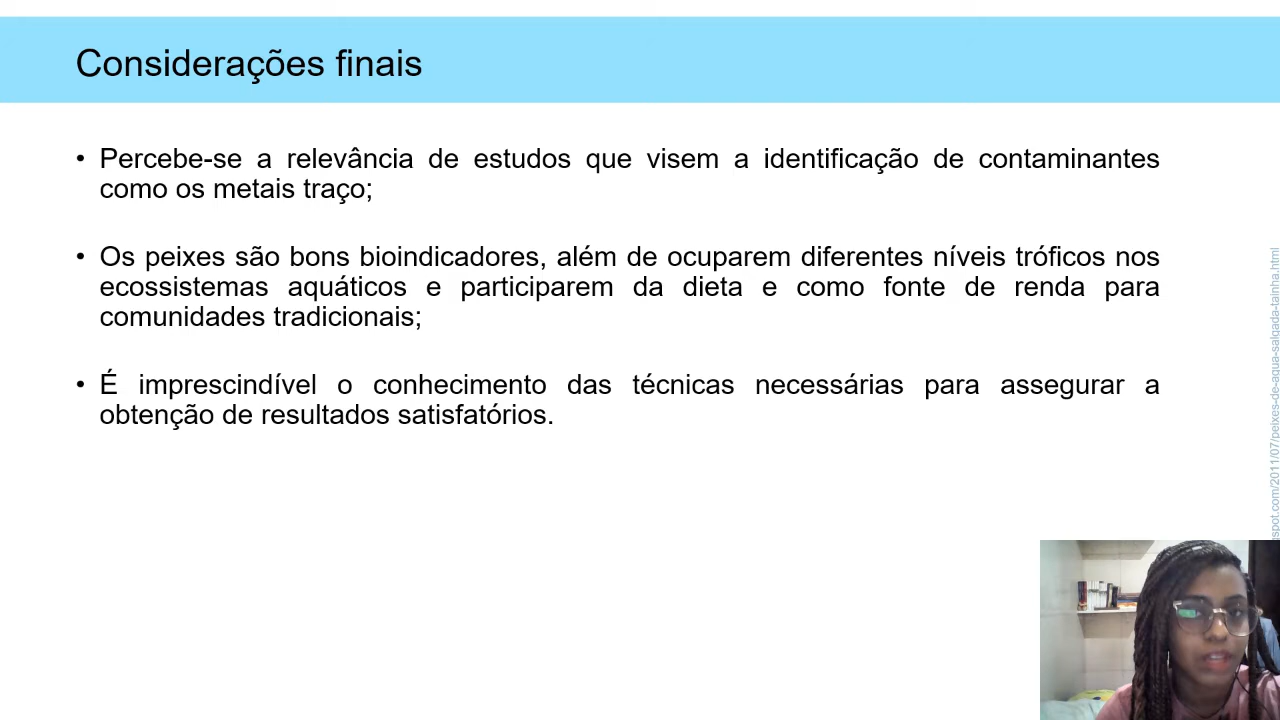 Considerações finais
• Percebe-se a relevância de estudos que visem a identificação de contaminantes
como os metais traço;
• Os peixes são bons bioindicadores, além de ocuparem diferentes níveis tróficos nos
ecossistemas aquáticos e participarem da dieta e como fonte de renda para
comunidades tradicionais;
• É imprescindível o conhecimento das técnicas necessárias para assegurar a
obtenção de resultados satisfatórios.
spot.com/2011/07/peixes-de-agua-salgada-tainha.html